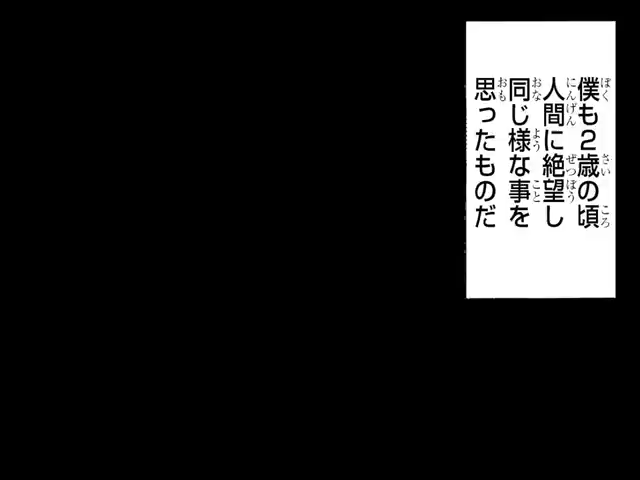 僕も2歳の頃
人間に絶望し
同じ様な事を
思ったものだ